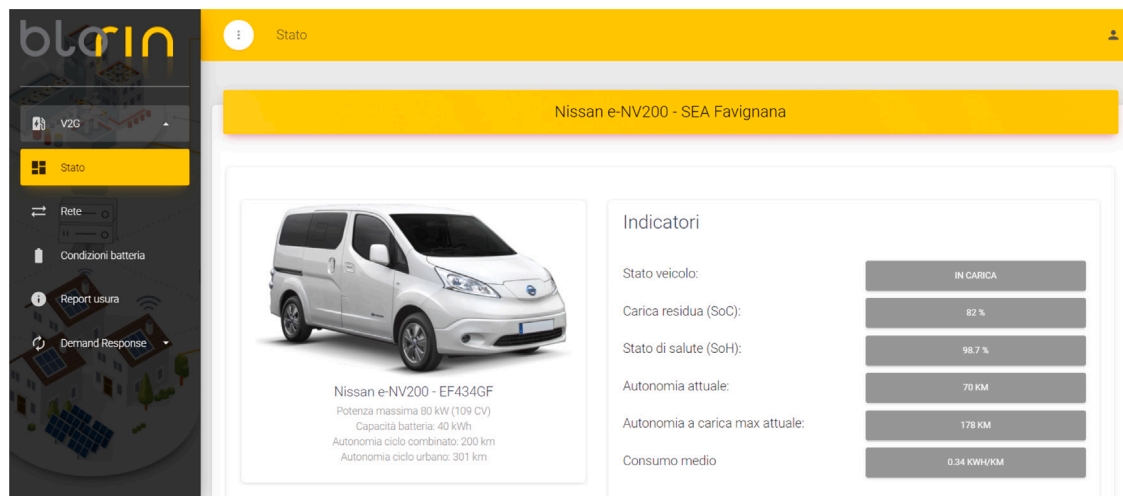 blorin
Stato
V2G
Stato
Rete
Condizioni batteria
Report usura
Demand Response
Nissan e-NV200 - SEA Favignana
Nissan e-NV200 - EF434GF
Potenza massima 80 kW (109 CV)
Capacità batteria: 40 kWh
Autonomia ciclo combinato: 200 km
Autonomia ciclo urbano: 301 km
Indicatori
Stato veicolo: IN CARICA
Carica residua (SoC): 82 %
Stato di salute (SoH): 98.7 %
Autonomia attuale: 70 KM
Autonomia a carica max attuale: 178 KM
Consumo medio 0.34 KWH/KM